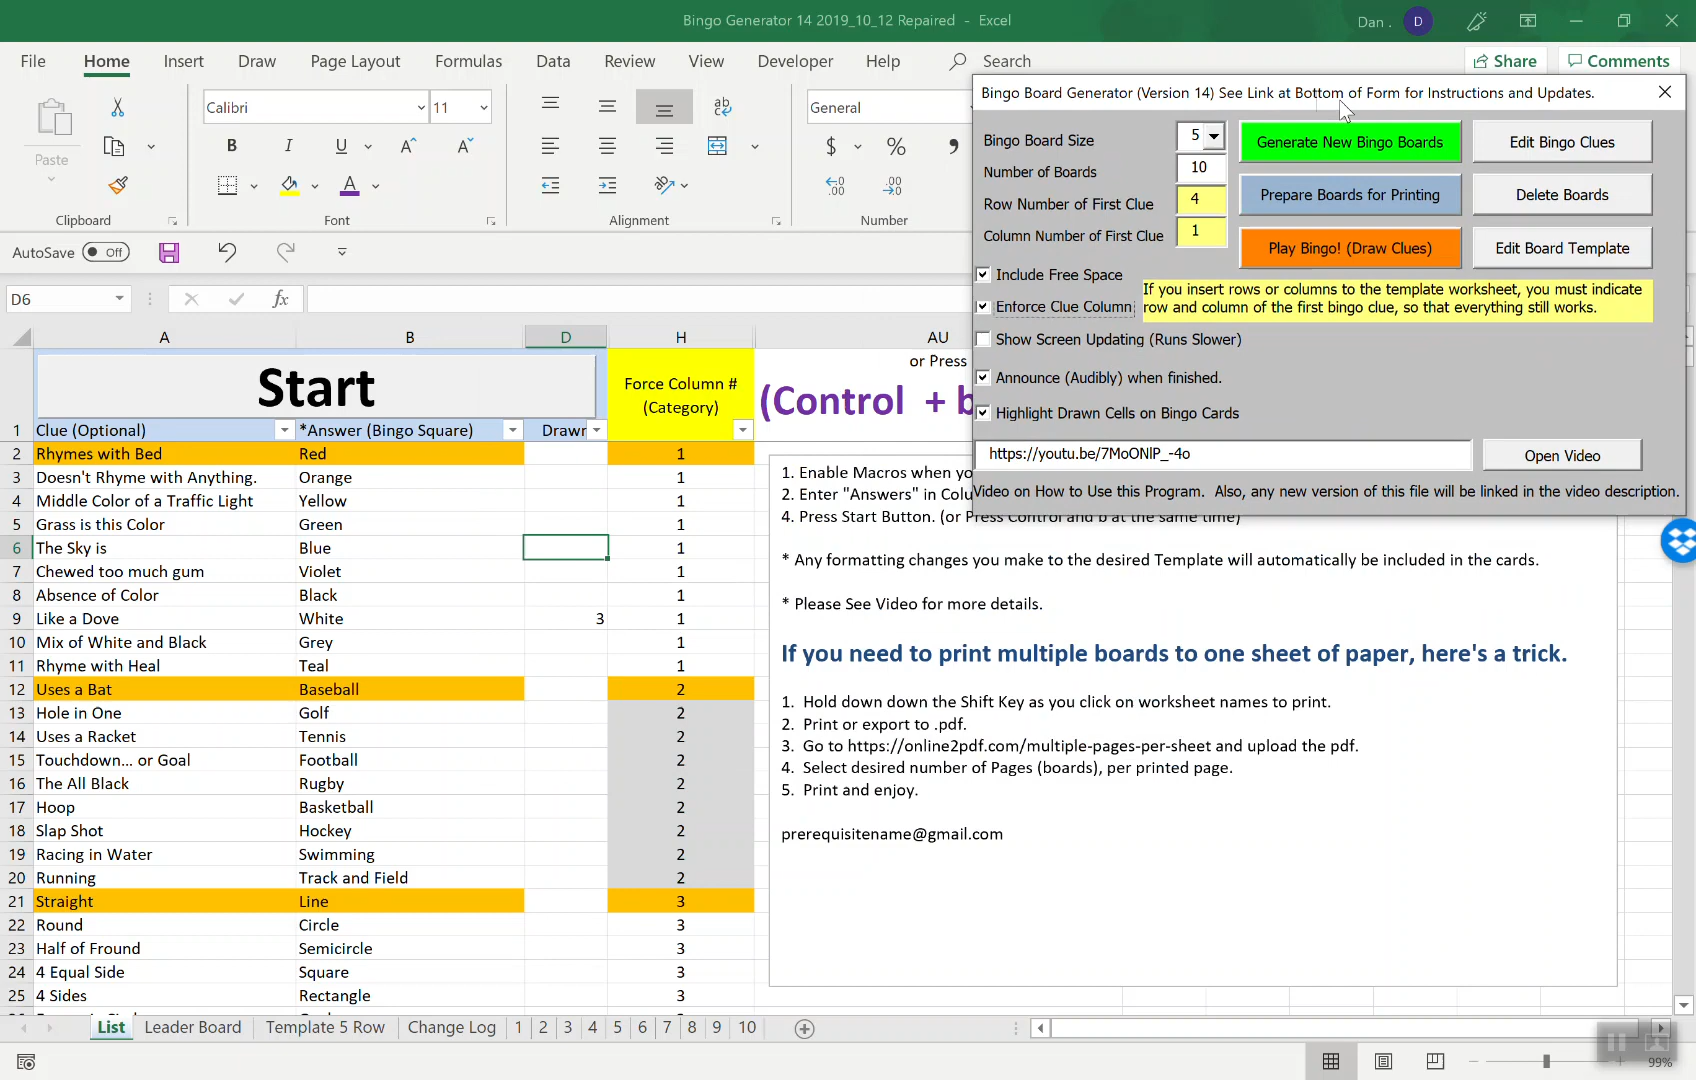 Bingo Generator 14 2019_10_12 Repaired - Excel
Dan .
D
File
Home
Insert
Draw
Page Layout
Formulas
Data
Review
View
Developer
Help
Search
Share
Comments
Paste
Clipboard
Calibri
11
B
I
U
A
A
A
Font
ab
Alignment
General
$
%
Number
AutoSave
Off
D6
fx
A
B
D
H
AU
Start
Force Column #
(Category)
or Press
(Control + b
1 Clue (Optional) *Answer (Bingo Square) Drawn
2 Rhymes with Bed Red 1
3 Doesn't Rhyme with Anything. Orange 1
4 Middle Color of a Traffic Light Yellow 1
5 Grass is this Color Green 1
6 The Sky is Blue 1
7 Chewed too much gum Violet 1
8 Absence of Color Black 1
9 Like a Dove White 3 1
10 Mix of White and Black Grey 1
11 Rhyme with Heal Teal 1
12 Uses a Bat Baseball 2
13 Hole in One Golf 2
14 Uses a Racket Tennis 2
15 Touchdown... or Goal Football 2
16 The All Black Rugby 2
17 Hoop Basketball 2
18 Slap Shot Hockey 2
19 Racing in Water Swimming 2
20 Running Track and Field 2
21 Straight Line 3
22 Round Circle 3
23 Half of Fround Semicircle 3
24 4 Equal Side Square 3
25 4 Sides Rectangle 3
Bingo Board Generator (Version 14) See Link at Bottom of Form for Instructions and Updates.
Bingo Board Size 5
Number of Boards 10
Row Number of First Clue 4
Column Number of First Clue 1
Generate New Bingo Boards
Edit Bingo Clues
Prepare Boards for Printing
Delete Boards
Play Bingo! (Draw Clues)
Edit Board Template
Include Free Space
Enforce Clue Column
If you insert rows or columns to the template worksheet, you must indicate
row and column of the first bingo clue, so that everything still works.
Show Screen Updating (Runs Slower)
Announce (Audibly) when finished.
Highlight Drawn Cells on Bingo Cards
https://youtu.be/7MoONlP_-4o
Open Video
Video on How to Use this Program. Also, any new version of this file will be linked in the video description.
1. Enable Macros when yo
2. Enter "Answers" in Colu
4. Press Start Button. (or Press Control and b at the same time)
* Any formatting changes you make to the desired Template will automatically be included in the cards.
* Please See Video for more details.
If you need to print multiple boards to one sheet of paper, here's a trick.
1. Hold down down the Shift Key as you click on worksheet names to print.
2. Print or export to .pdf.
3. Go to https://online2pdf.com/multiple-pages-per-sheet and upload the pdf.
4. Select desired number of Pages (boards), per printed page.
5. Print and enjoy.
prerequisitename@gmail.com
List
Leader Board
Template 5 Row
Change Log
1 2 3 4 5 6 7 8 9 10
99%